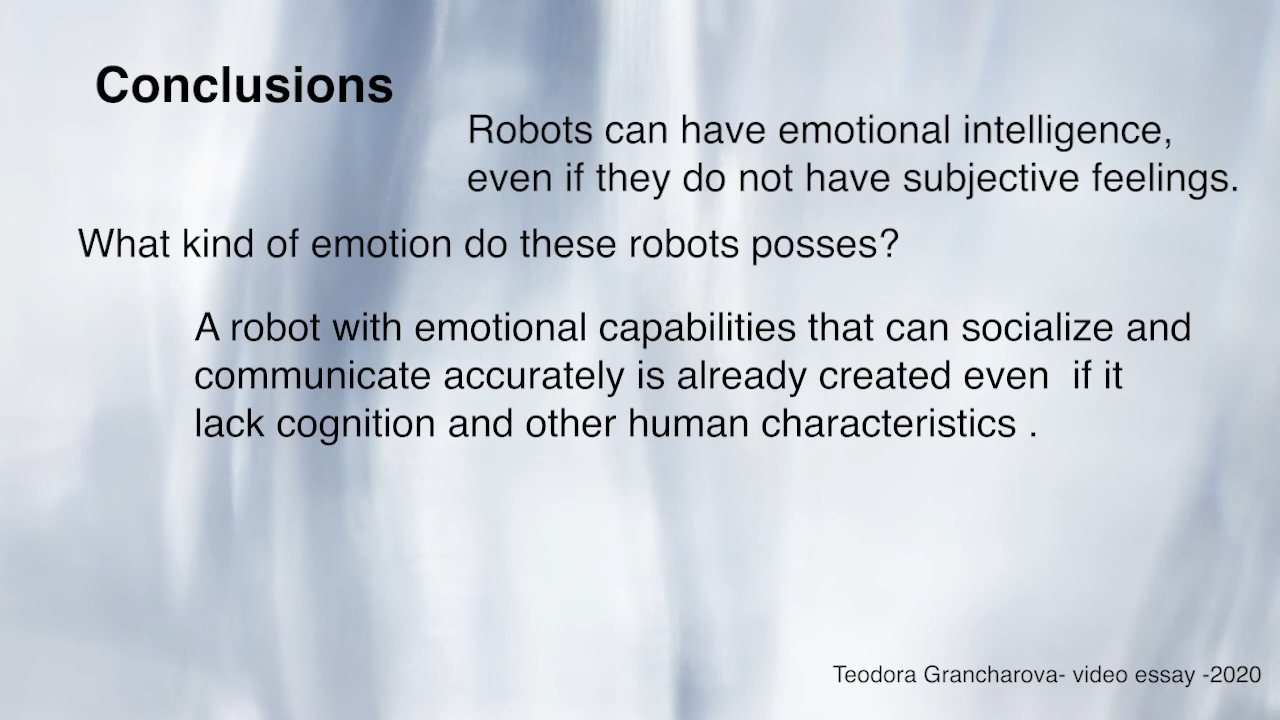 Conclusions
Robots can have emotional intelligence,
even if they do not have subjective feelings.
What kind of emotion do these robots posses?
A robot with emotional capabilities that can socialize and
communicate accurately is already created even  if it
lack cognition and other human characteristics .
Teodora Grancharova- video essay -2020